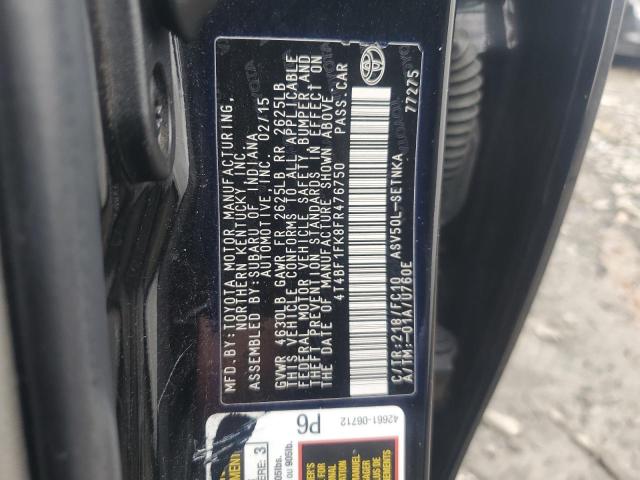 MFD.BY:TOYOTA MOTOR MANUFACTURING,
NORTHERN KENTUCKY, INC.
ASSEMBLED BY:SUBARU OF INDIANA
AUTOMOTIVE INC. 02/15
GVWR 4630LB GAWR FR 2625LB RR 2625LB
THIS VEHICLE CONFORMS TO ALL APPLICABLE
FEDERAL MOTOR VEHICLE SAFETY, BUMPER AND
THEFT PREVENTION STANDARDS IN EFFECT ON
THE DATE OF MANUFACTURE SHOWN ABOVE.
4T4BF1FK8FR476750 PASS.CAR
C/TR:218/FC10 ASV50L-SETNKA
A/TM:-01A/U760E 77275
TOYOTA
TOYOTA
P6
42661-06712